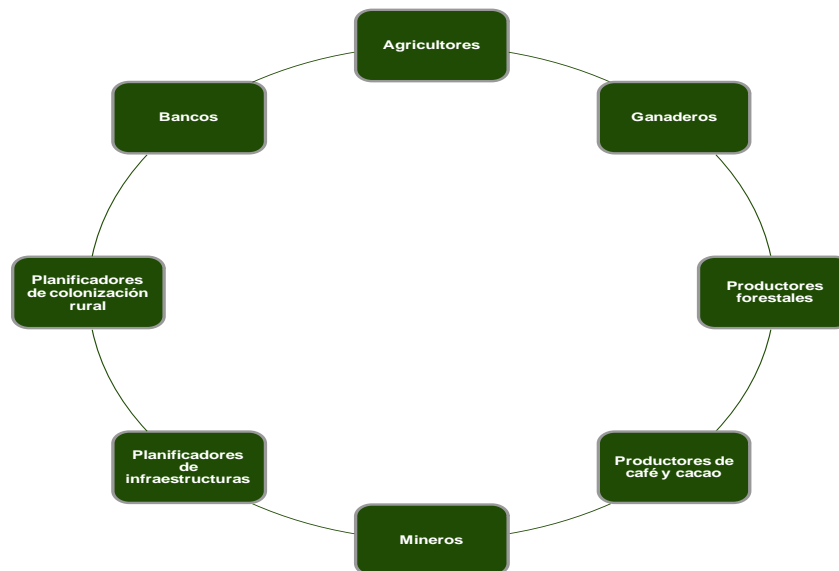 Agricultores
Bancos
Ganaderos
Planificadores
de colonización
rural
Productores
forestales
Planificadores
de
infraestructuras
Productores de
café y cacao
Mineros